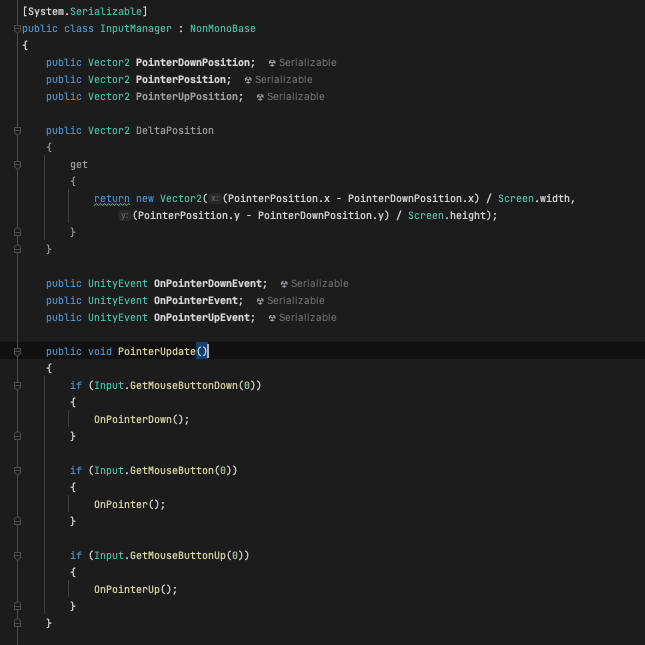 [System.Serializable]
public class InputManager : NonMonoBase
{
public Vector2 PointerDownPosition; Serializable
public Vector2 PointerPosition; Serializable
public Vector2 PointerUpPosition; Serializable
public Vector2 DeltaPosition
{
get
{
return new Vector2( x: (PointerPosition.x - PointerDownPosition.x) / Screen.width,
y: (PointerPosition.y - PointerDownPosition.y) / Screen.height);
}
}
public UnityEvent OnPointerDownEvent; Serializable
public UnityEvent OnPointerEvent; Serializable
public UnityEvent OnPointerUpEvent; Serializable
public void PointerUpdate()
{
if (Input.GetMouseButtonDown(0))
{
OnPointerDown();
}
if (Input.GetMouseButton(0))
{
OnPointer();
}
if (Input.GetMouseButtonUp(0))
{
OnPointerUp();
}
}